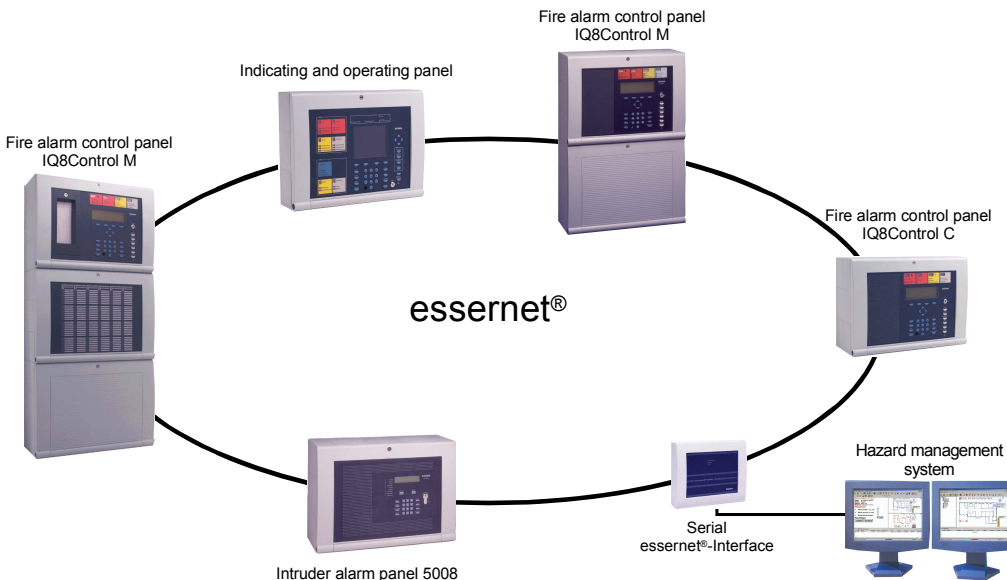 Fire alarm control panel
IQ8Control M
Indicating and operating panel
Fire alarm control panel
IQ8Control M
Fire alarm control panel
IQ8Control C
essernet®
Hazard management
system
Serial
essernet®-Interface
Intruder alarm panel 5008